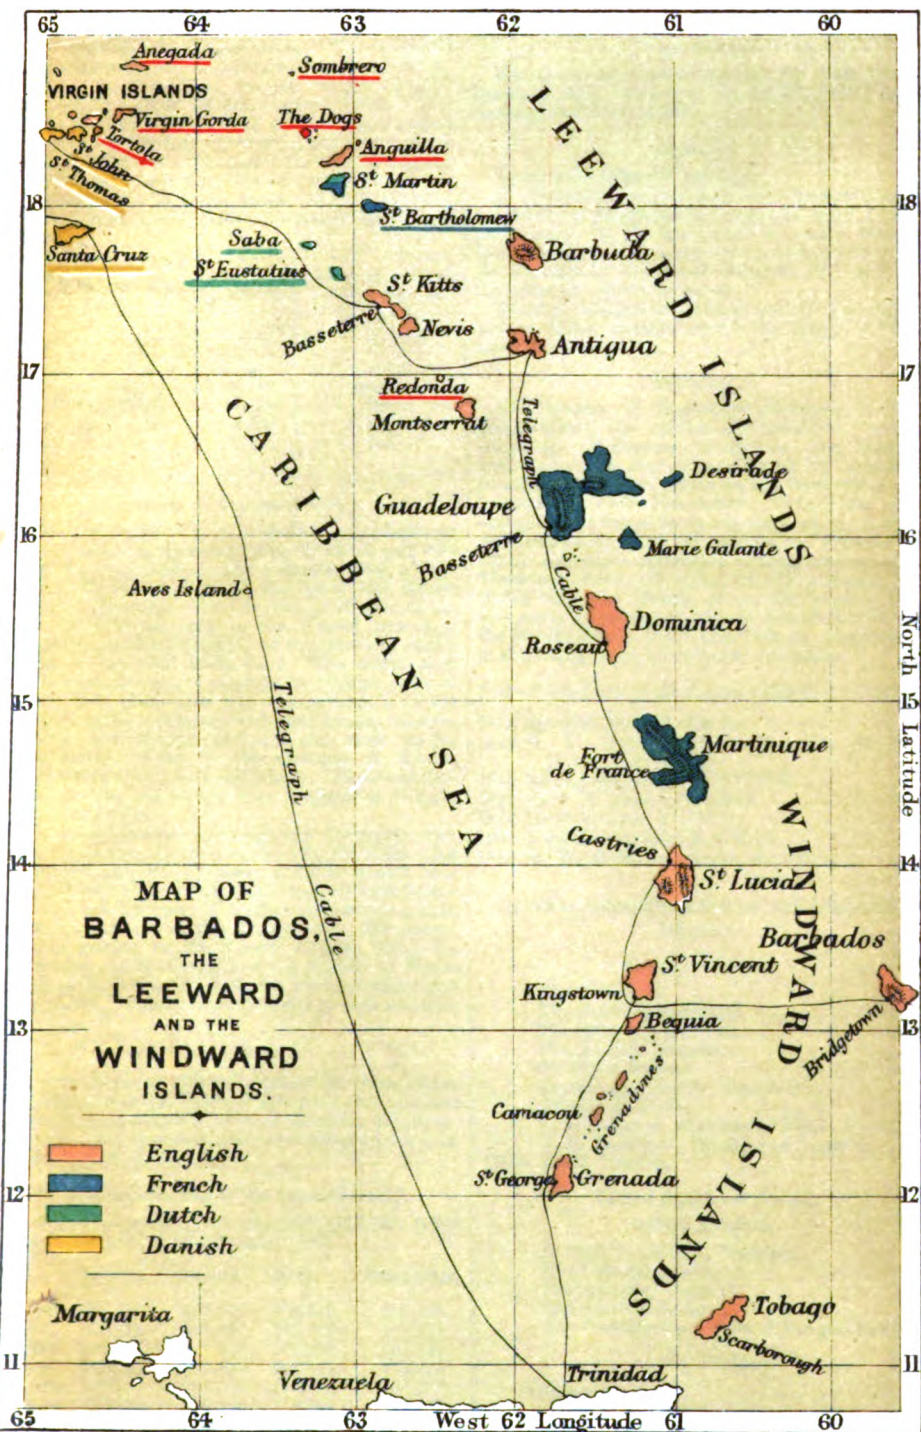 65 64 63 62 61 60
Anegada
Sombrero
VIRGIN ISLANDS
Virgin Gorda
The Dogs
Tortola
Anguilla
St. John
St. Thomas
St. Martin
18
St. Bartholomew
LEEWARD ISLANDS
Saba
Barbuda
Santa Cruz
St. Eustatius
St. Kitts
Basseterre
Nevis
Antigua
17 17
Redonda
Montserrat
CARIBBEAN SEA
Telegraph Cable
Desirade
Guadeloupe
16 16
Basseterre
Marie Galante
Aves Island
Dominica
Roseau
North Latitude
15 15
Telegraph Cable
Martinique
Fort
de France
WINDWARD ISLANDS
Castries
14 14
St. Lucia
MAP OF
BARBADOS,
THE
LEEWARD
AND THE
WINDWARD
ISLANDS.
Barbados
St. Vincent
Kingstown
Bequia
13 13
Bridgetown
Grenadines
Carriacou
English
French
Dutch
Danish
St. George
Grenada
12 12
Margarita
Tobago
Scarborough
11 11
Venezuela
Trinidad
65 64 63 West 62 Longitude 61 60